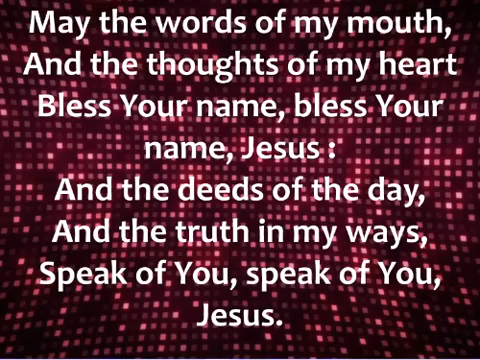 May the words of my mouth,
And the thoughts of my heart
Bless Your name, bless Your
name, Jesus :
And the deeds of the day,
And the truth in my ways,
Speak of You, speak of You,
Jesus.